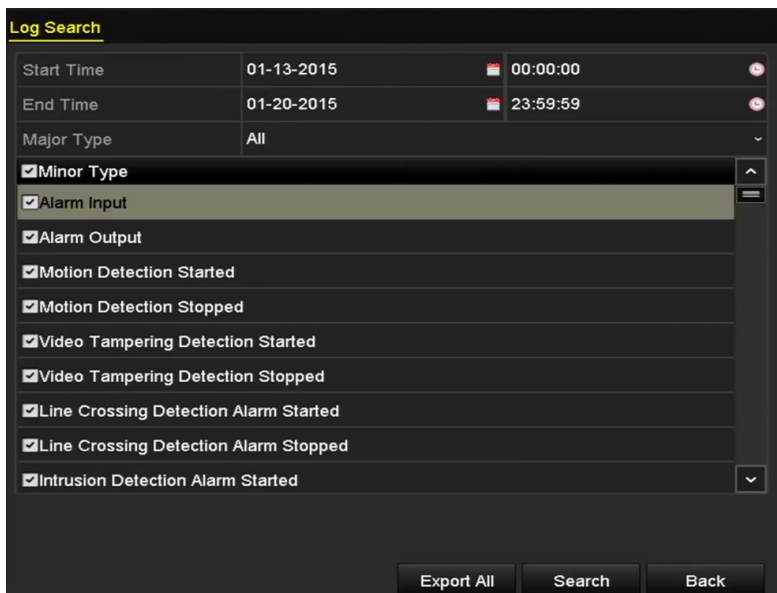 Log Search
Start Time 01-13-2015 00:00:00
End Time 01-20-2015 23:59:59
Major Type All
Minor Type
Alarm Input
Alarm Output
Motion Detection Started
Motion Detection Stopped
Video Tampering Detection Started
Video Tampering Detection Stopped
Line Crossing Detection Alarm Started
Line Crossing Detection Alarm Stopped
Intrusion Detection Alarm Started
Export All Search Back